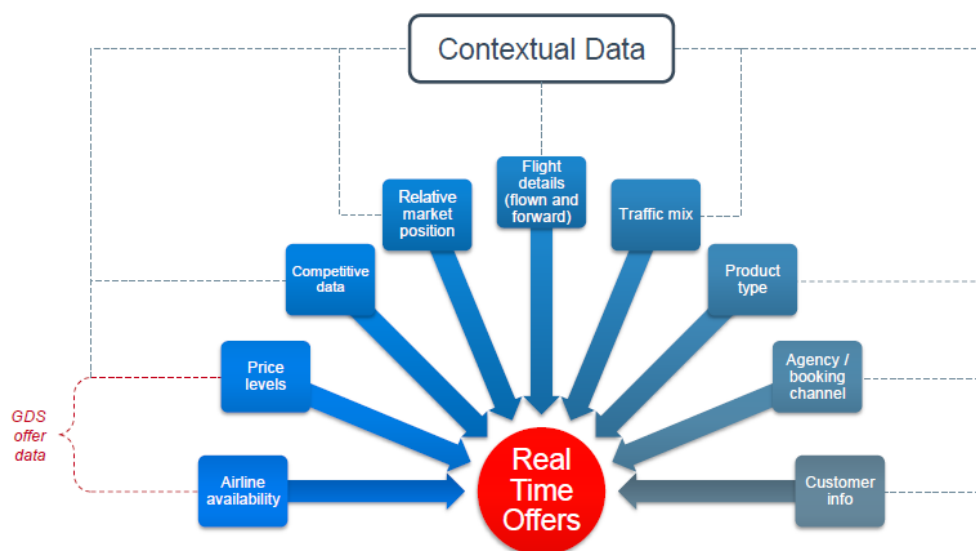 Contextual Data
Flight
details
(flown and
forward)
Relative
market
position
Traffic mix
Competitive
data
Product
type
Price
levels
Agency /
booking
channel
GDS
offer
data
Airline
availability
Real
Time
Offers
Customer
info